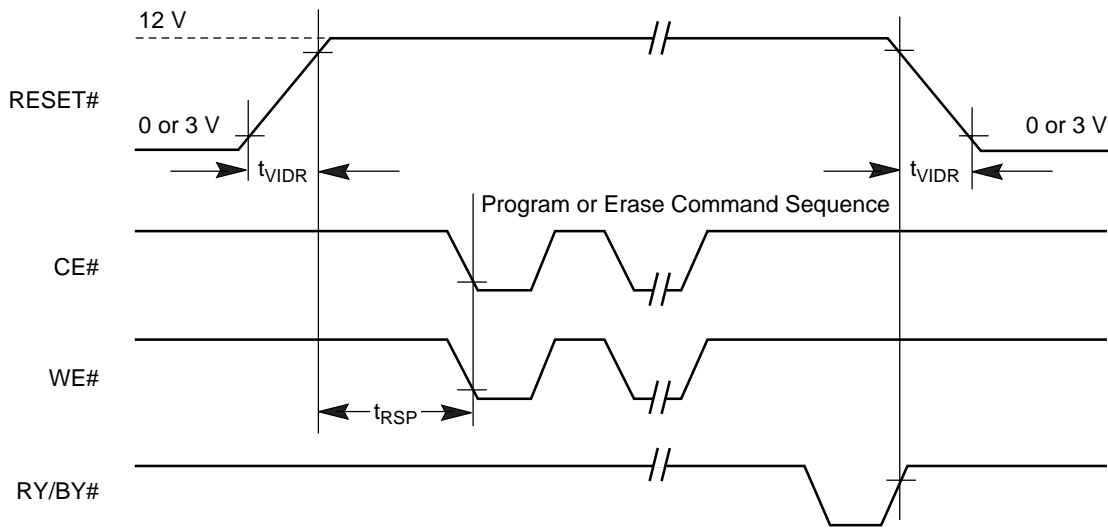 12 V
RESET#
0 or 3 V
0 or 3 V
tVIDR
tVIDR
Program or Erase Command Sequence
CE#
WE#
tRSP
RY/BY#